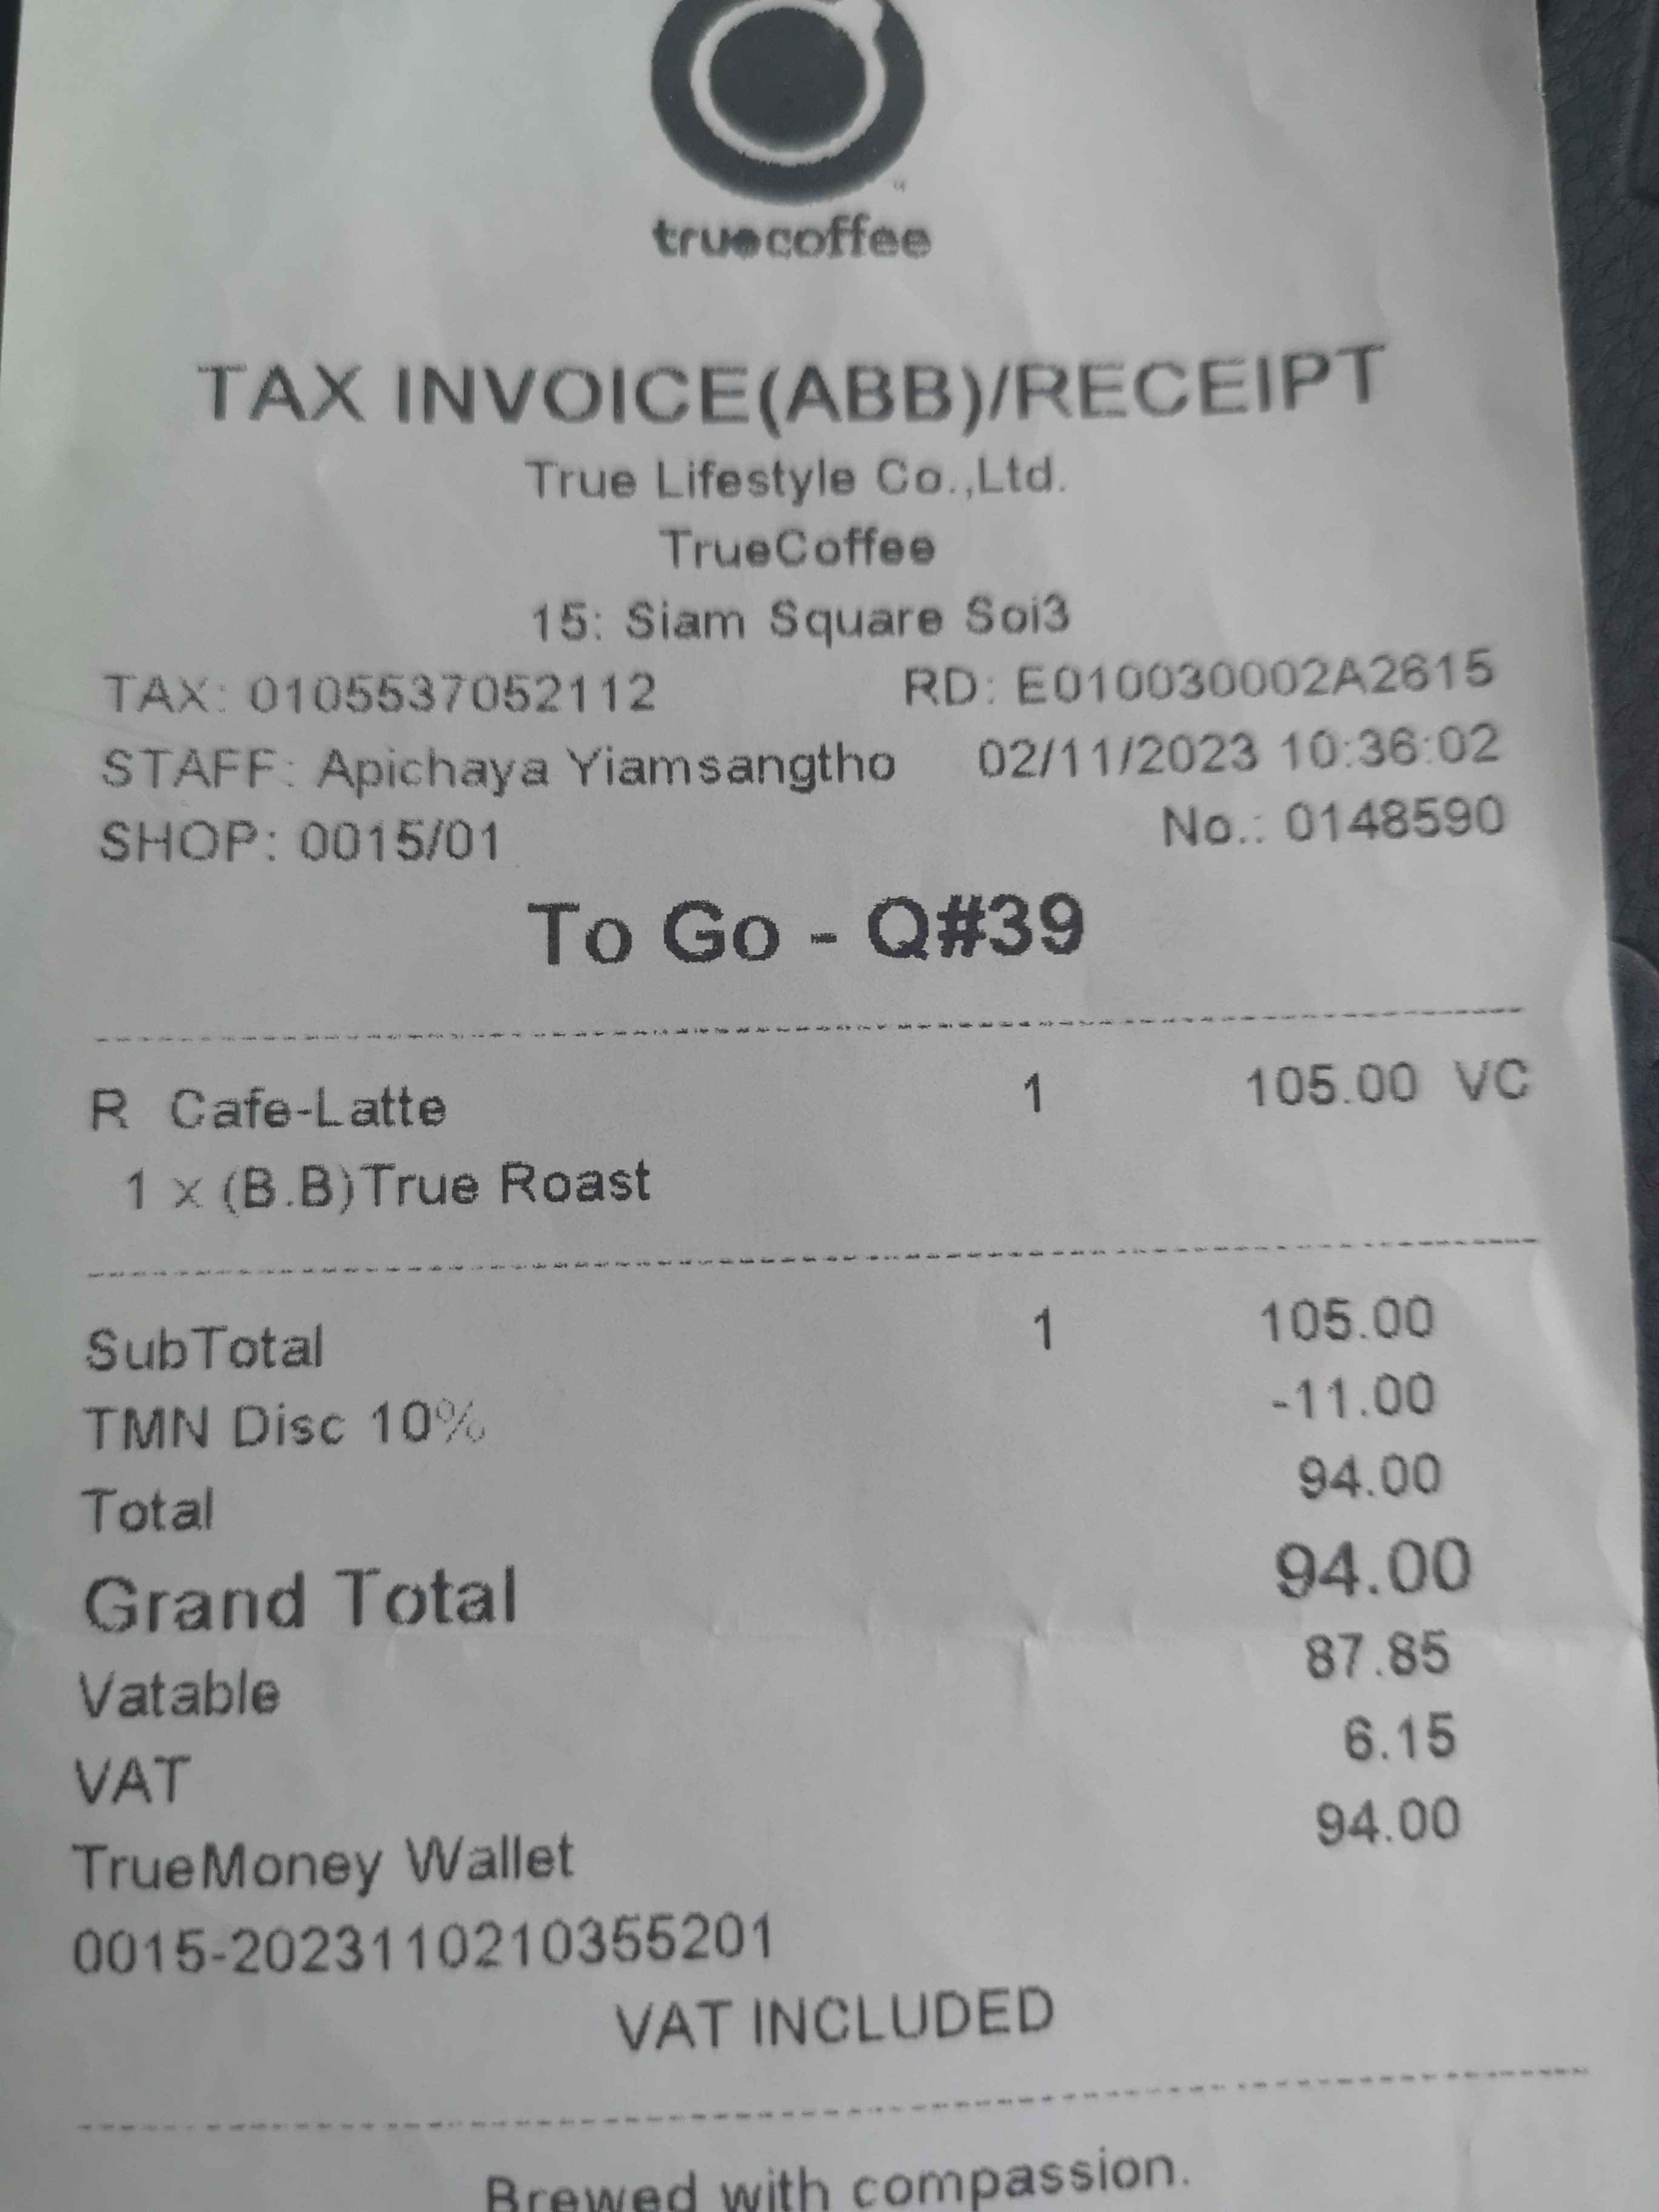 truecoffee
TAX INVOICE(ABB)/RECEIPT
True Lifestyle Co.,Ltd.
TrueCoffee
15: Siam Square Soi3
TAX: 0105537052112 RD: E010030002A2615
STAFF: Apichaya Yiamsangtho 02/11/2023 10:36:02
SHOP: 0015/01 No.: 0148590
To Go - Q#39
R Cafe-Latte 1 105.00 VC
1 x (B.B)True Roast
SubTotal 1 105.00
TMN Disc 10% -11.00
Total 94.00
Grand Total 94.00
Vatable 87.85
VAT 6.15
TrueMoney Wallet 94.00
0015-2023110210355201
VAT INCLUDED
Brewed with compassion.